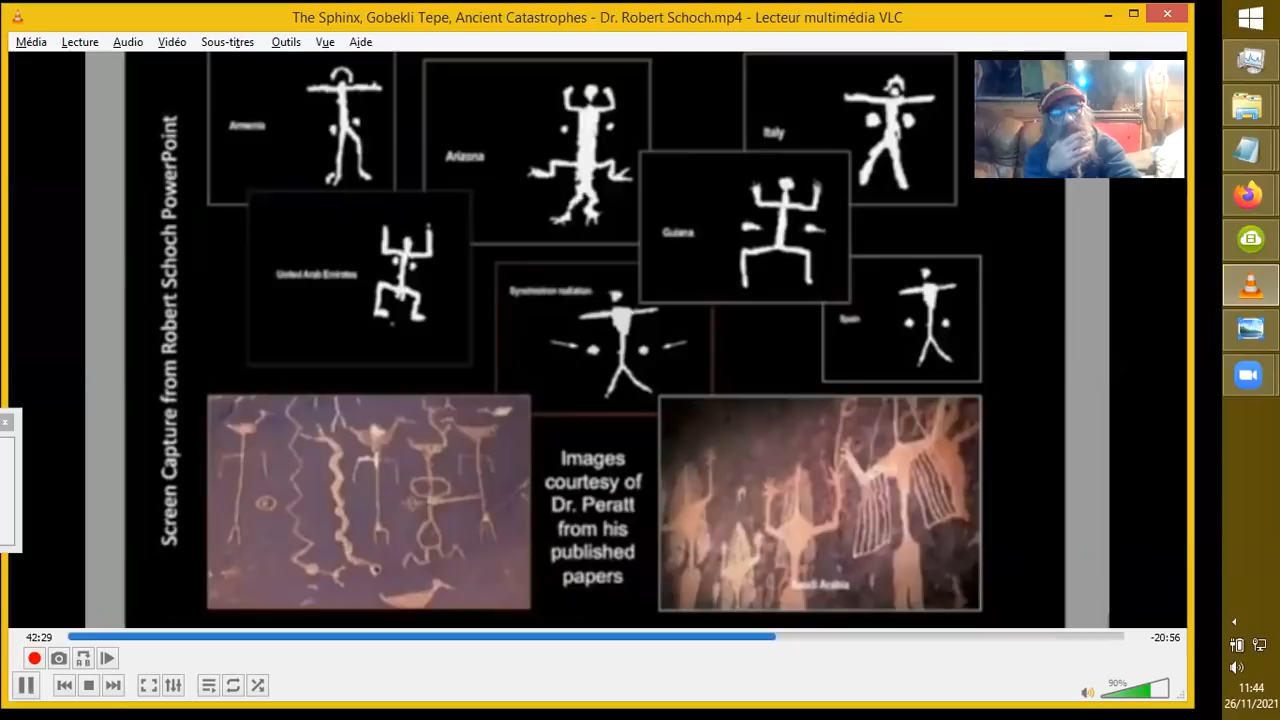 The Sphinx, Gobekli Tepe, Ancient Catastrophes - Dr. Robert Schoch.mp4 - Lecteur multimédia VLC
Média Lecture Audio Vidéo Sous-titres Outils Vue Aide
Screen Capture from Robert Schoch PowerPoint
Armenia
Arizona
Italy
Guiana
United Arab Emirates
Synchrotron radiation
Spain
Images
courtesy of
Dr. Peratt
from his
published
papers
Saudi Arabia
42:29
-20:56
90%
11:44
26/11/2021